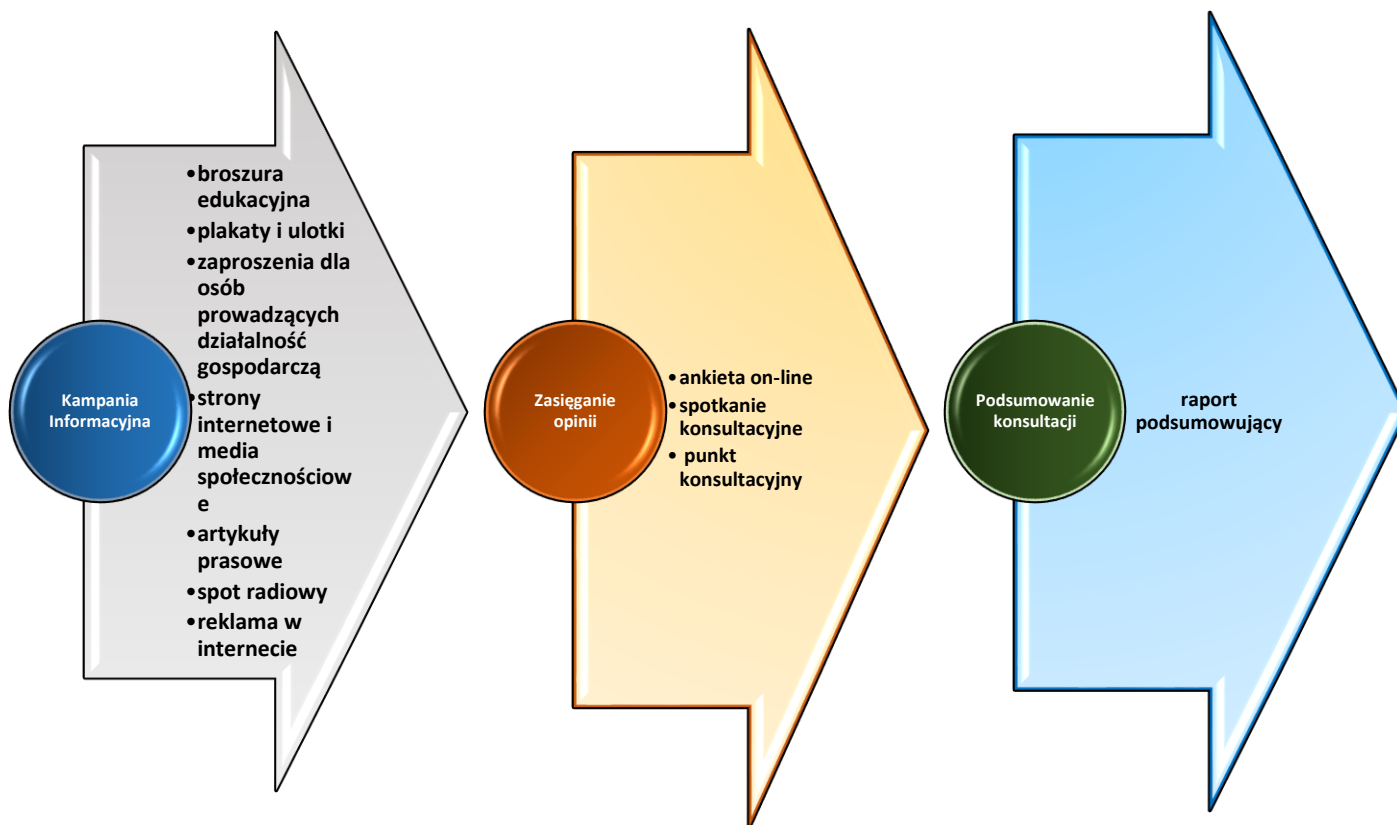 Kampania
Informacyjna
•broszura
edukacyjna
•plakaty i ulotki
•zaproszenia dla
osób
prowadzących
działalność
gospodarczą
•strony
internetowe i
media
społecznościow
e
•artykuły
prasowe
•spot radiowy
•reklama w
internecie
Zasięganie
opinii
•ankieta on-line
•spotkanie
konsultacyjne
• punkt
konsultacyjny
Podsumowanie
konsultacji
raport
podsumowujący